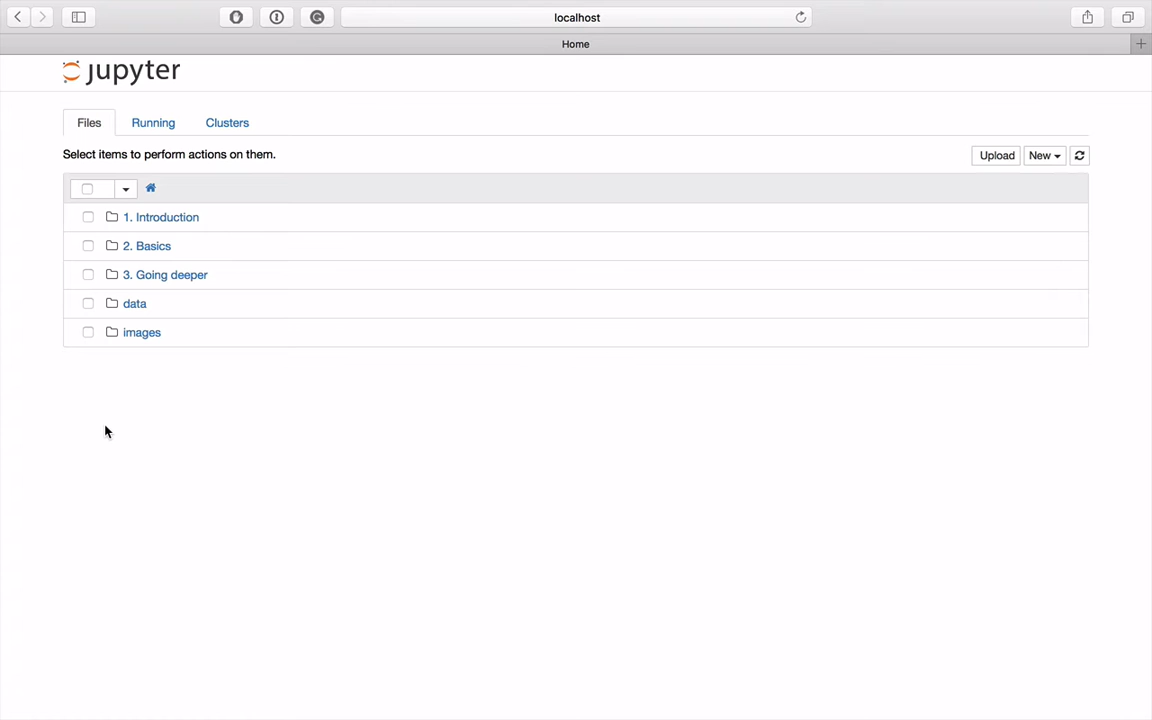 localhost
Home
jupyter
Files Running Clusters
Select items to perform actions on them.
Upload New
1. Introduction
2. Basics
3. Going deeper
data
images